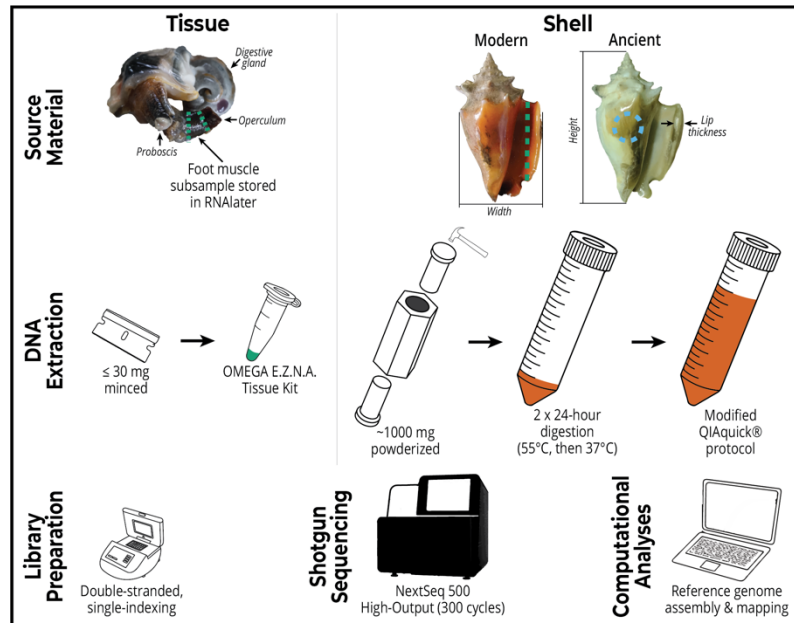 Tissue
Shell
Source
Material
Digestive
gland
Operculum
Proboscis
Foot muscle
subsample stored
in RNAlater
Modern
Ancient
Height
Lip
thickness
Width
DNA
Extraction
≤ 30 mg
minced
OMEGA E.Z.N.A.
Tissue Kit
~1000 mg
powderized
2 x 24-hour
digestion
(55°C, then 37°C)
Modified
QIAquick®
protocol
Library
Preparation
Double-stranded,
single-indexing
Shotgun
Sequencing
NextSeq 500
High-Output (300 cycles)
Computational
Analyses
Reference genome
assembly & mapping